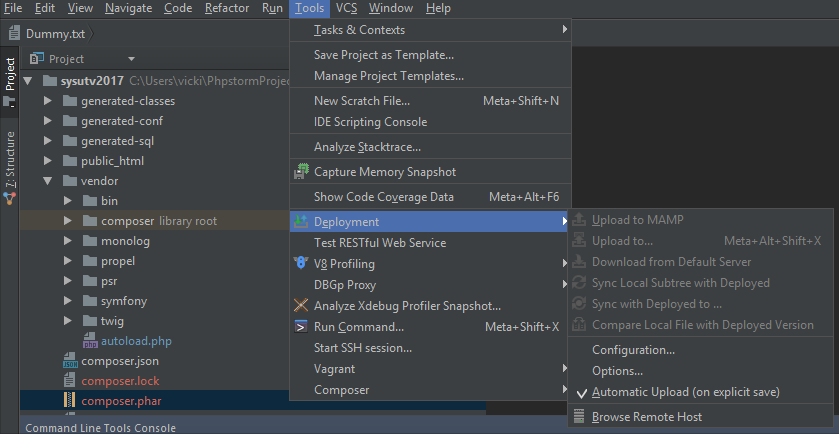 File Edit View Navigate Code Refactor Run Tools VCS Window Help
Dummy.txt
Project
Project
7: Structure
sysutv2017 C:\Users\vicki\PhpstormProje
generated-classes
generated-conf
generated-sql
public_html
vendor
bin
composer library root
monolog
propel
psr
symfony
twig
autoload.php
composer.json
composer.lock
composer.phar
Command Line Tools Console
Tasks & Contexts
Save Project as Template...
Manage Project Templates...
New Scratch File... Meta+Shift+N
IDE Scripting Console
Analyze Stacktrace...
Capture Memory Snapshot
Show Code Coverage Data Meta+Alt+F6
Deployment
Test RESTful Web Service
V8 Profiling
DBGp Proxy
Analyze Xdebug Profiler Snapshot...
Run Command... Meta+Shift+X
Start SSH session...
Vagrant
Composer
Upload to MAMP
Upload to... Meta+Alt+Shift+X
Download from Default Server
Sync Local Subtree with Deployed
Sync with Deployed to ...
Compare Local File with Deployed Version
Configuration...
Options...
Automatic Upload (on explicit save)
Browse Remote Host